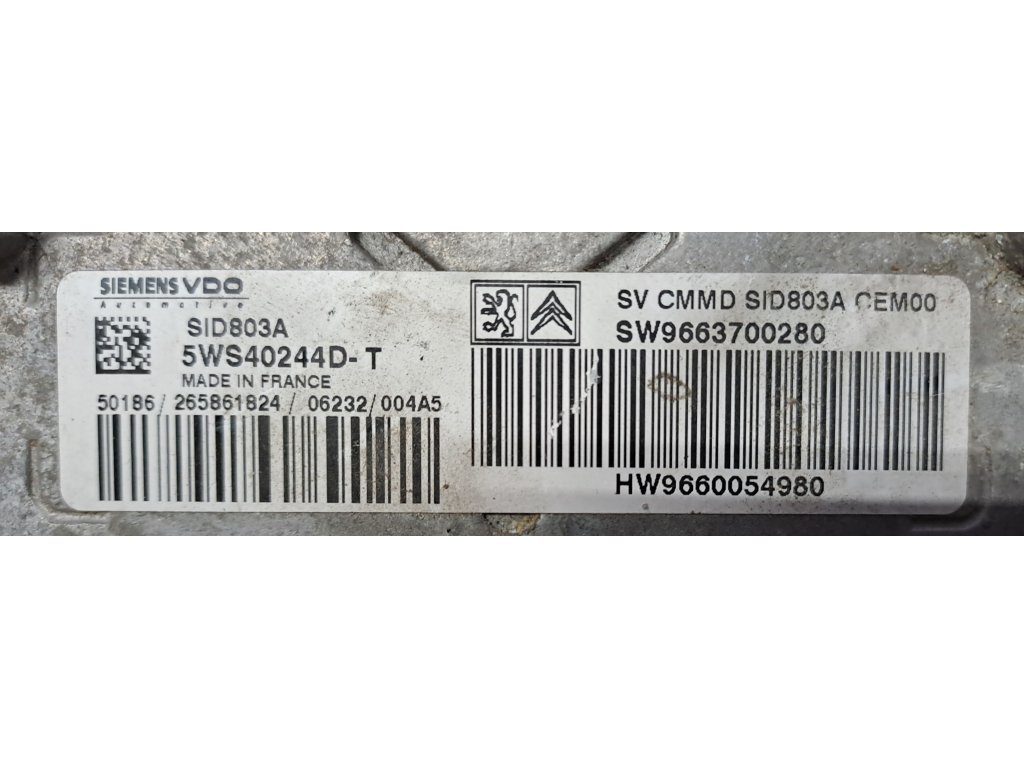 SIEMENS VDO
Automotive
SID803A
5WS40244D-T
MADE IN FRANCE
50186 / 265861824 / 06232 / 004A5
SV CMMD SID803A CEM00
SW9663700280
HW9660054980